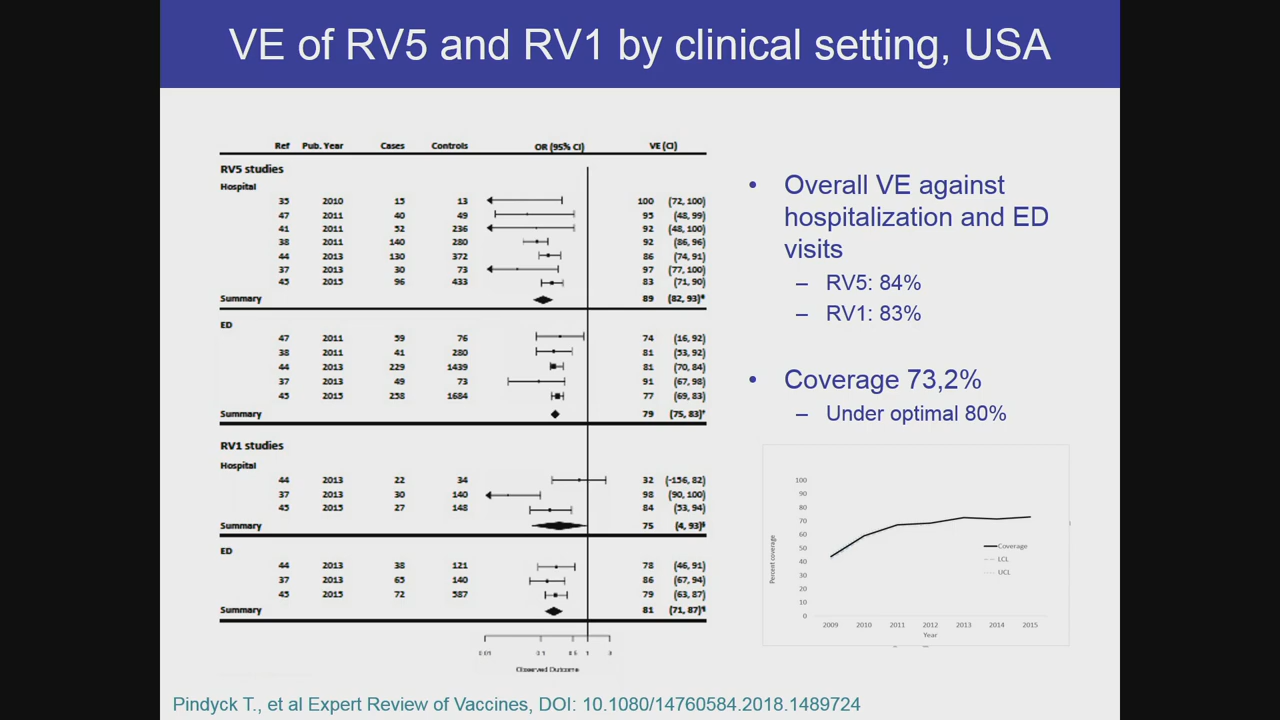 VE of RV5 and RV1 by clinical setting, USA
Ref Pub. Year Cases Controls OR (95% CI) VE (CI)
RV5 studies
Hospital
35 2010 15 13 100 (72, 100)
47 2011 40 49 95 (48, 99)
41 2011 52 236 92 (48, 100)
38 2011 140 280 92 (86, 96)
44 2013 130 372 86 (74, 91)
37 2013 30 73 97 (77, 100)
45 2015 96 433 83 (71, 90)
Summary 89 (82, 93)*
ED
47 2011 59 76 74 (16, 92)
38 2011 41 280 81 (53, 92)
44 2013 229 1439 81 (70, 84)
37 2013 49 73 91 (67, 98)
45 2015 258 1684 77 (69, 83)
Summary 79 (75, 83)†
RV1 studies
Hospital
44 2013 22 34 32 (-156, 82)
37 2013 30 140 98 (90, 100)
45 2015 27 148 84 (53, 94)
Summary 75 (4, 93)§
ED
44 2013 38 121 78 (46, 91)
37 2013 65 140 86 (67, 94)
45 2015 72 587 79 (63, 87)
Summary 81 (71, 87)¶
0.01 0.1 0.5 1 3
Observed Outcome
• Overall VE against
hospitalization and ED
visits
– RV5: 84%
– RV1: 83%
• Coverage 73,2%
– Under optimal 80%
100
90
80
70
60
50
40
30
20
10
0
Percent coverage
Coverage
LCL
UCL
2009 2010 2011 2012 2013 2014 2015
Year
Pindyck T., et al Expert Review of Vaccines, DOI: 10.1080/14760584.2018.1489724